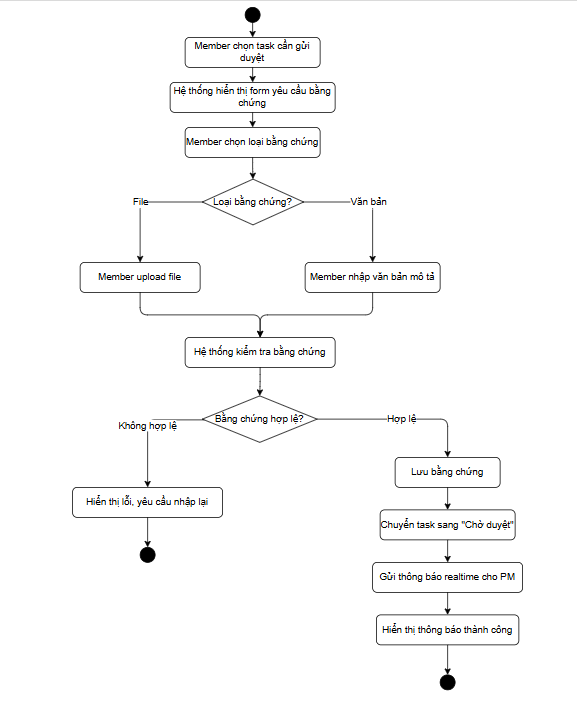 Member chọn task cần gửi
duyệt
Hệ thống hiển thị form yêu cầu bằng
chứng
Member chọn loại bằng chứng
Loại bằng chứng?
File
Văn bản
Member upload file
Member nhập văn bản mô tả
Hệ thống kiểm tra bằng chứng
Bằng chứng hợp lệ?
Không hợp lệ
Hợp lệ
Lưu bằng chứng
Hiển thị lỗi, yêu cầu nhập lại
Chuyển task sang "Chờ duyệt"
Gửi thông báo realtime cho PM
Hiển thị thông báo thành công